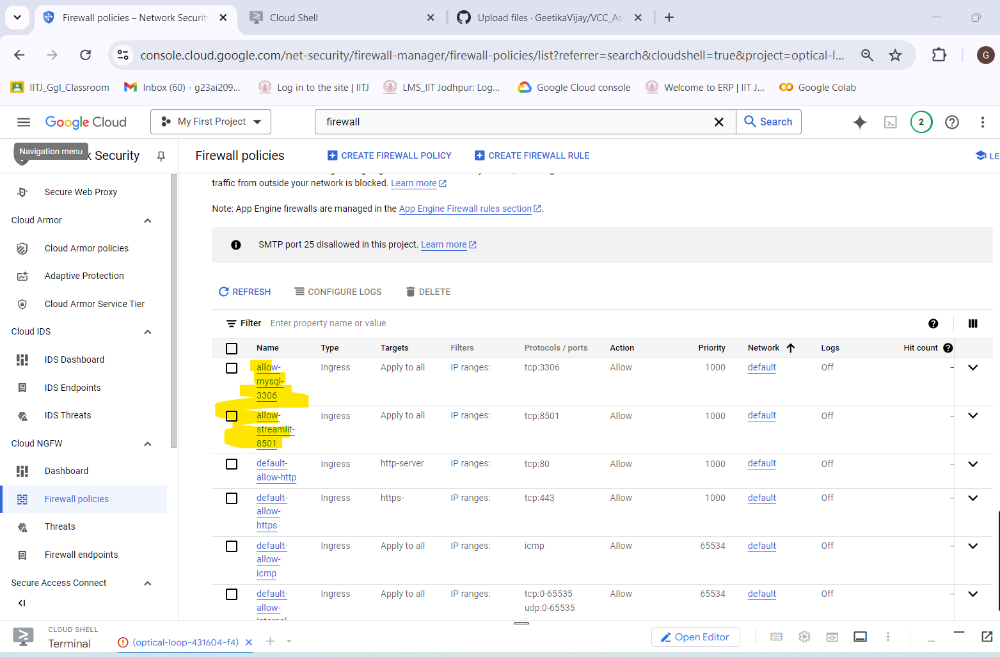 Firewall policies – Network Security
Cloud Shell
Upload files · GeetikaVijay/VCC_As
console.cloud.google.com/net-security/firewall-manager/firewall-policies/list?referrer=search&cloudshell=true&project=optical-l...
G
IITJ_Ggl_Classroom
Inbox (60) - g23ai209...
Log in to the site | IITJ
LMS_IIT Jodhpur: Log...
Google Cloud console
Welcome to ERP | IIT J...
Google Colab
Google Cloud
My First Project
firewall
Search
2
Navigation menu
k Security
Firewall policies
CREATE FIREWALL POLICY
CREATE FIREWALL RULE
LE
Secure Web Proxy
Cloud Armor
Cloud Armor policies
Adaptive Protection
Cloud Armor Service Tier
Cloud IDS
IDS Dashboard
IDS Endpoints
IDS Threats
Cloud NGFW
Dashboard
Firewall policies
Threats
Firewall endpoints
Secure Access Connect
traffic from outside your network is blocked. Learn more
Note: App Engine firewalls are managed in the App Engine Firewall rules section.
SMTP port 25 disallowed in this project. Learn more
REFRESH CONFIGURE LOGS DELETE
Filter Enter property name or value
Name Type Targets Filters Protocols / ports Action Priority Network Logs Hit count
allow- Ingress Apply to all IP ranges: tcp:3306 Allow 1000 default Off –
mysql-
3306
allow- Ingress Apply to all IP ranges: tcp:8501 Allow 1000 default Off –
streamlit-
8501
default- Ingress http-server IP ranges: tcp:80 Allow 1000 default Off –
allow-http
default- Ingress https- IP ranges: tcp:443 Allow 1000 default Off –
allow-
https
default- Ingress Apply to all IP ranges: icmp Allow 65534 default Off –
allow-
icmp
default- Ingress Apply to all IP ranges: tcp:0-65535 Allow 65534 default Off –
allow- udp:0-65535
CLOUD SHELL
Terminal
(optical-loop-431604-f4)
Open Editor